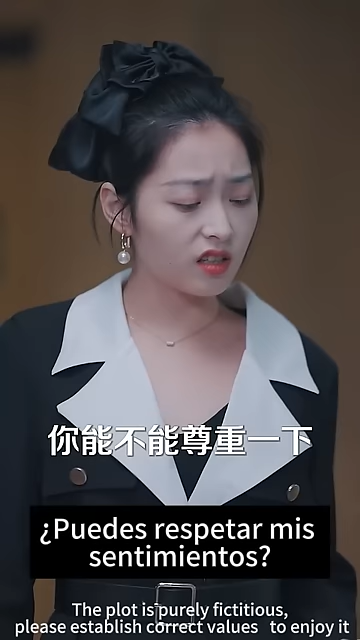 你能不能尊重一下
¿Puedes respetar mis
sentimientos?
The plot is purely fictitious,
please establish correct values to enjoy it